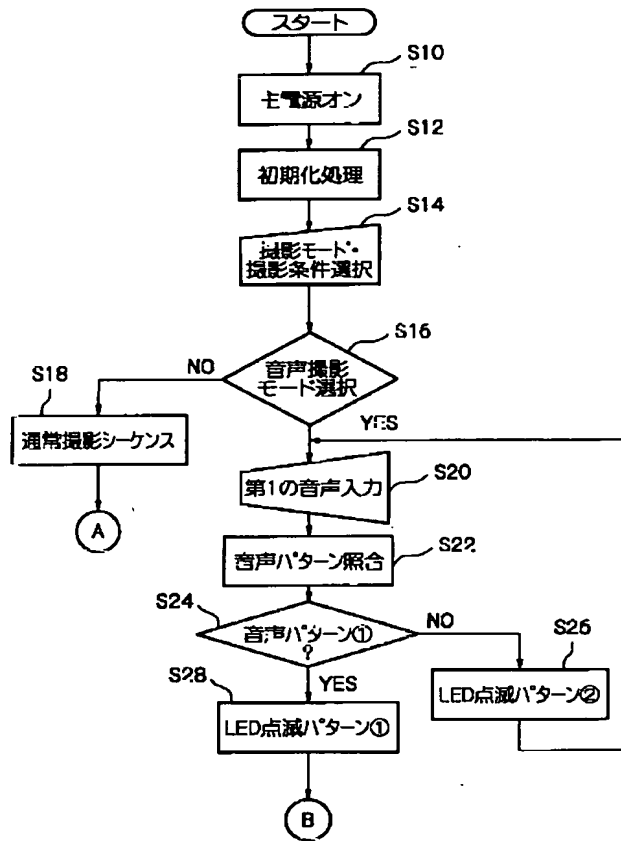 スタート
S10
主電源オン
S12
初期化処理
S14
撮影モード・
撮影条件選択
S16
音声撮影
モード選択
NO
S18
通常撮影シーケンス
A
YES
第1の音声入力
S20
音声パターン照合
S22
S24
音声パターン①
?
NO
S26
LED点滅パターン②
YES
S28
LED点滅パターン①
B